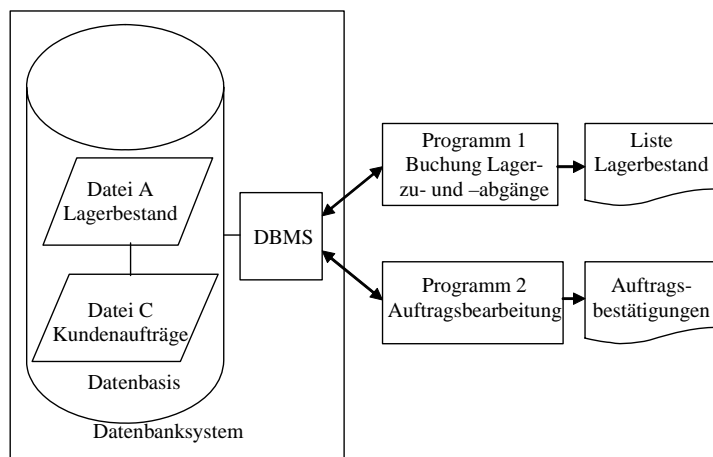 Datei A
Lagerbestand
Datei C
Kundenaufträge
Datenbasis
Datenbanksystem
DBMS
Programm 1
Buchung Lager-
zu- und –abgänge
Liste
Lagerbestand
Programm 2
Auftragsbearbeitung
Auftrags-
bestätigungen